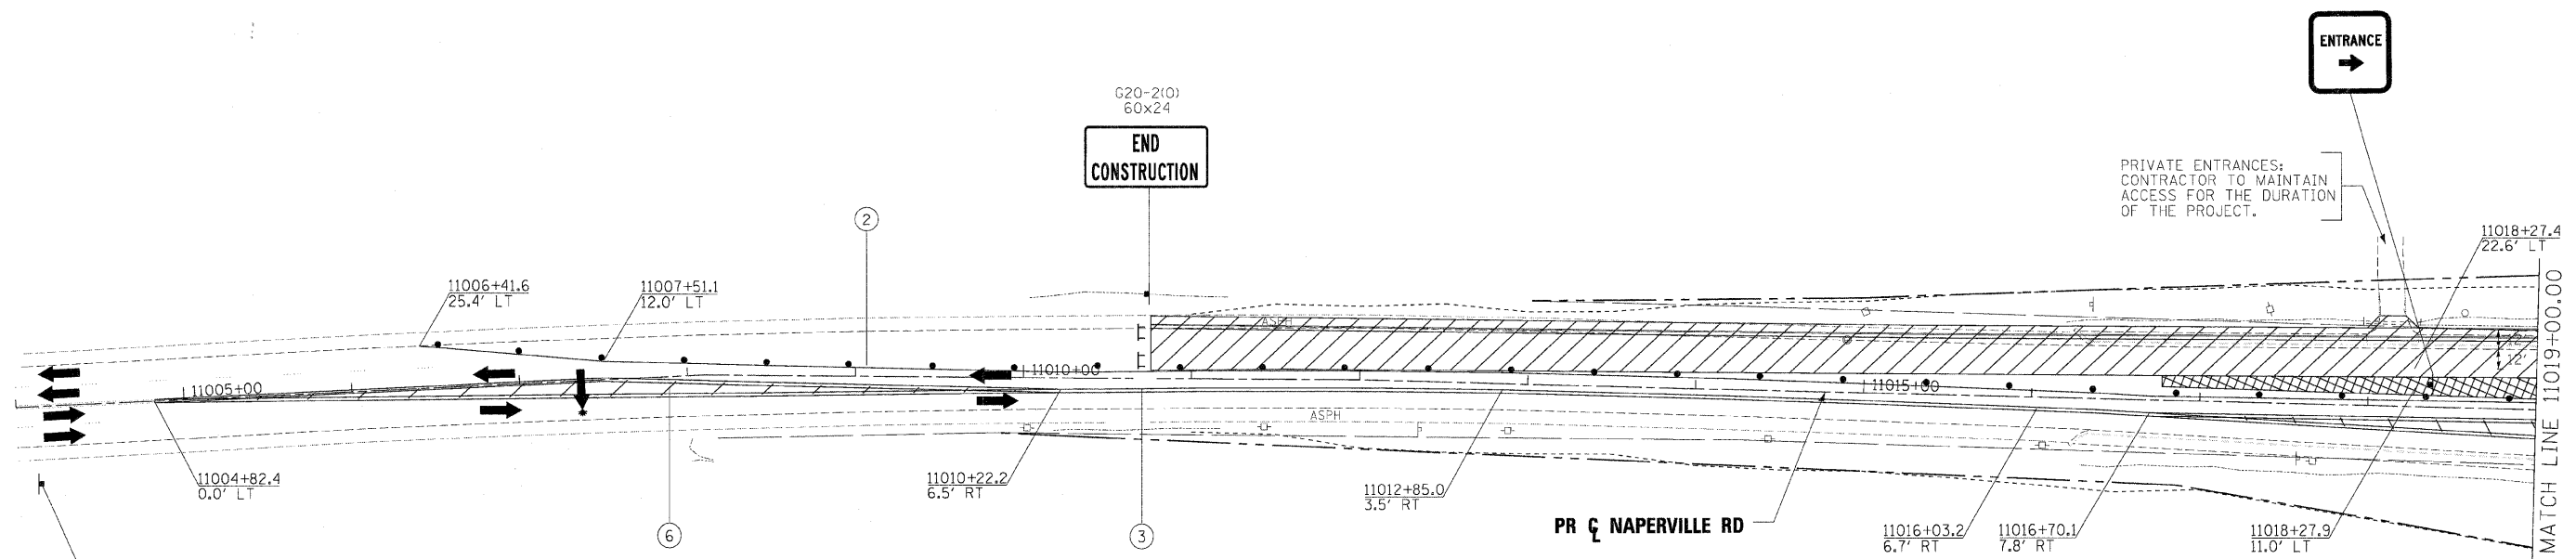 ENTRANCE
G20-2(O)
60x24
END
CONSTRUCTION
PRIVATE ENTRANCES:
CONTRACTOR TO MAINTAIN
ACCESS FOR THE DURATION
OF THE PROJECT.
2
11018+27.4
22.6' LT
11006+41.6
25.4' LT
11007+51.1
12.0' LT
MATCH LINE 11019+00.00
ASPH
12'
11005+00
11010+00
11015+00
ASPH
11004+82.4
0.0' LT
11010+22.2
6.5' RT
11012+85.0
3.5' RT
PR ℄ NAPERVILLE RD
11016+03.2
6.7' RT
11016+70.1
7.8' RT
11018+27.9
11.0' LT
6
3